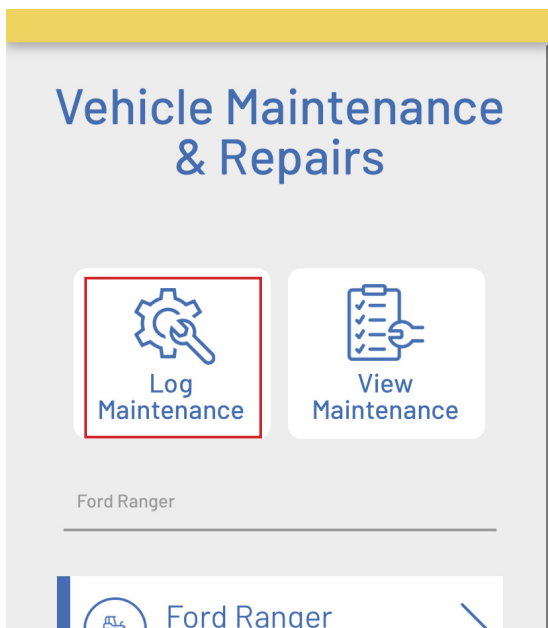 Vehicle Maintenance
& Repairs
Log
Maintenance
View
Maintenance
Ford Ranger
Ford Ranger